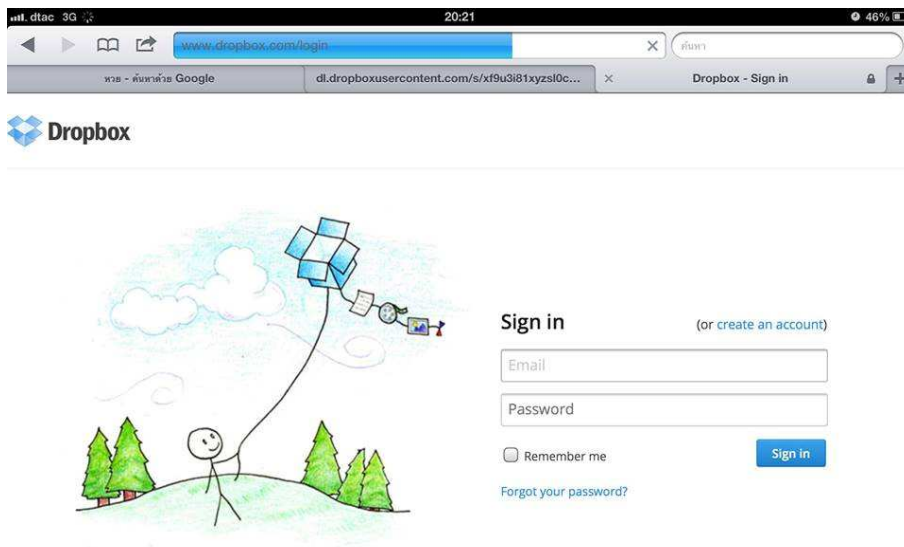 dtac 3G 20:21 46%
www.dropbox.com/login ค้นหา
หวย - ค้นหาด้วย Google dl.dropboxusercontent.com/s/xf9u3i81xyzsl0c... Dropbox - Sign in
Dropbox
Sign in (or create an account)
Email
Password
Remember me Sign in
Forgot your password?